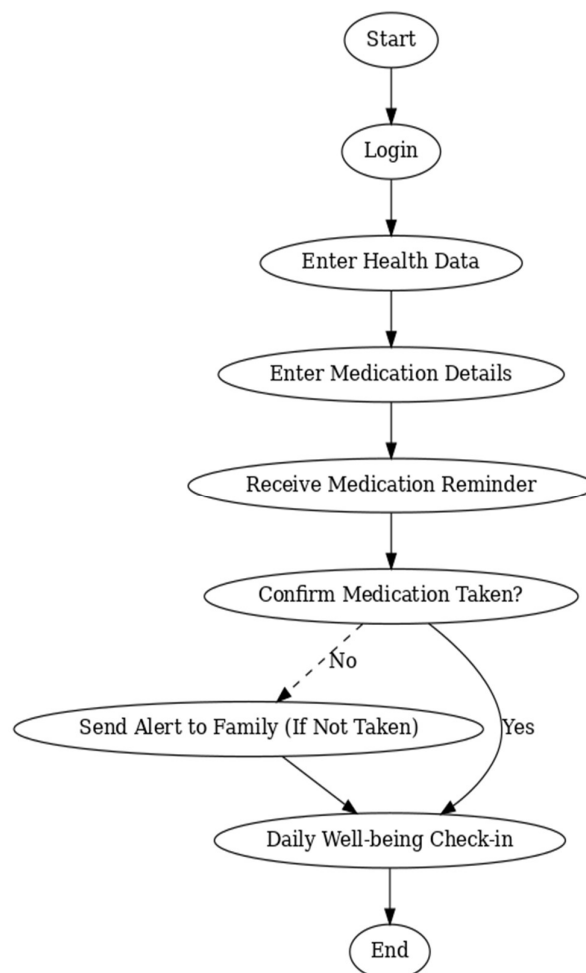 Start
Login
Enter Health Data
Enter Medication Details
Receive Medication Reminder
Confirm Medication Taken?
No
Send Alert to Family (If Not Taken)
Yes
Daily Well-being Check-in
End